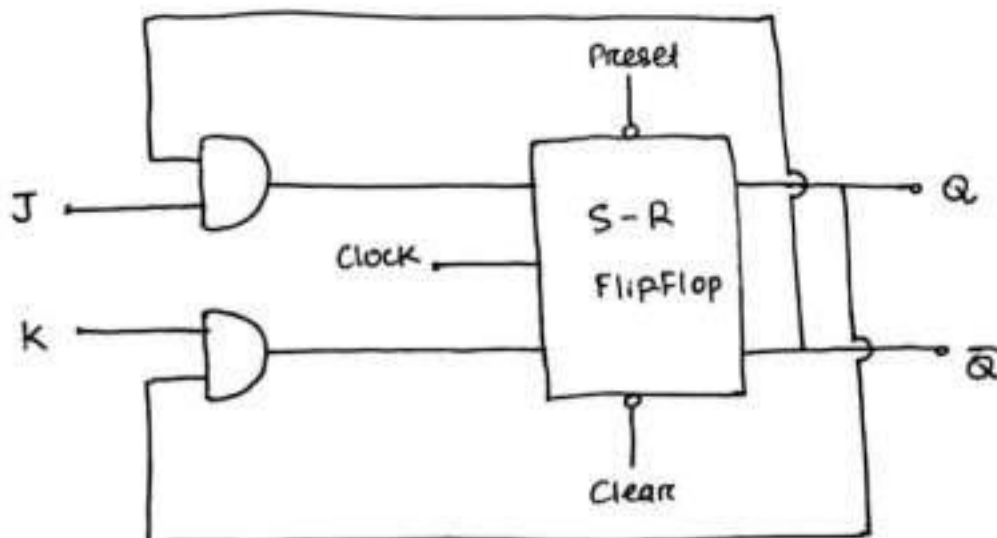 Preset
J
Q
S-R
Clock
FlipFlop
K
Q̅
Clear